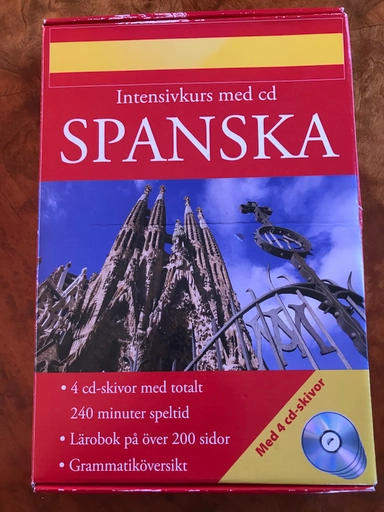 Intensivkurs med cd
SPANSKA
• 4 cd-skivor med totalt
240 minuter speltid
• Lärobok på över 200 sidor
• Grammatiköversikt
Med 4 cd-skivor